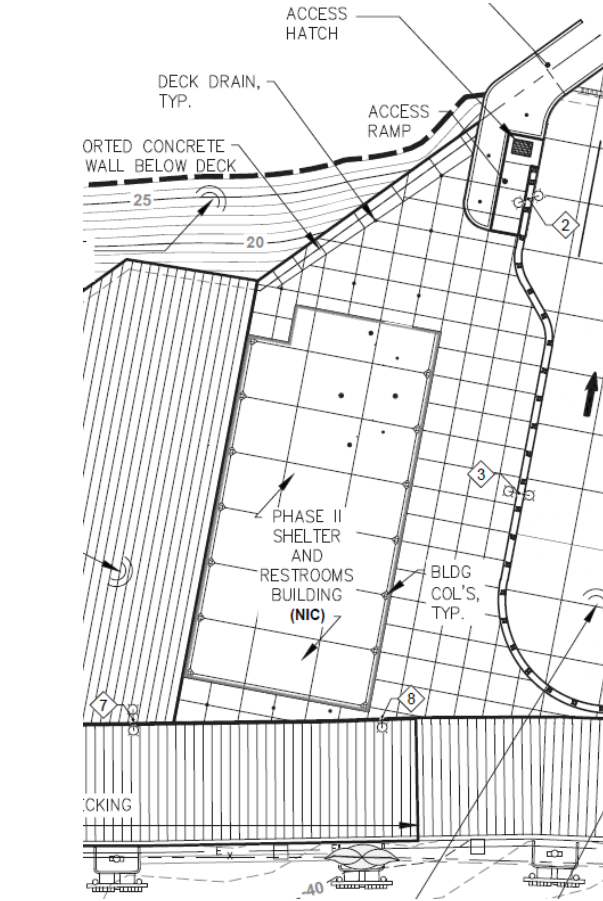 ACCESS
HATCH
DECK DRAIN,
TYP.
ACCESS
RAMP
ORTED CONCRETE
WALL BELOW DECK
25
20
2
3
PHASE II
SHELTER
AND
RESTROOMS
BUILDING
(NIC)
BLDG
COL'S,
TYP.
7
8
ECKING
E
X
-40